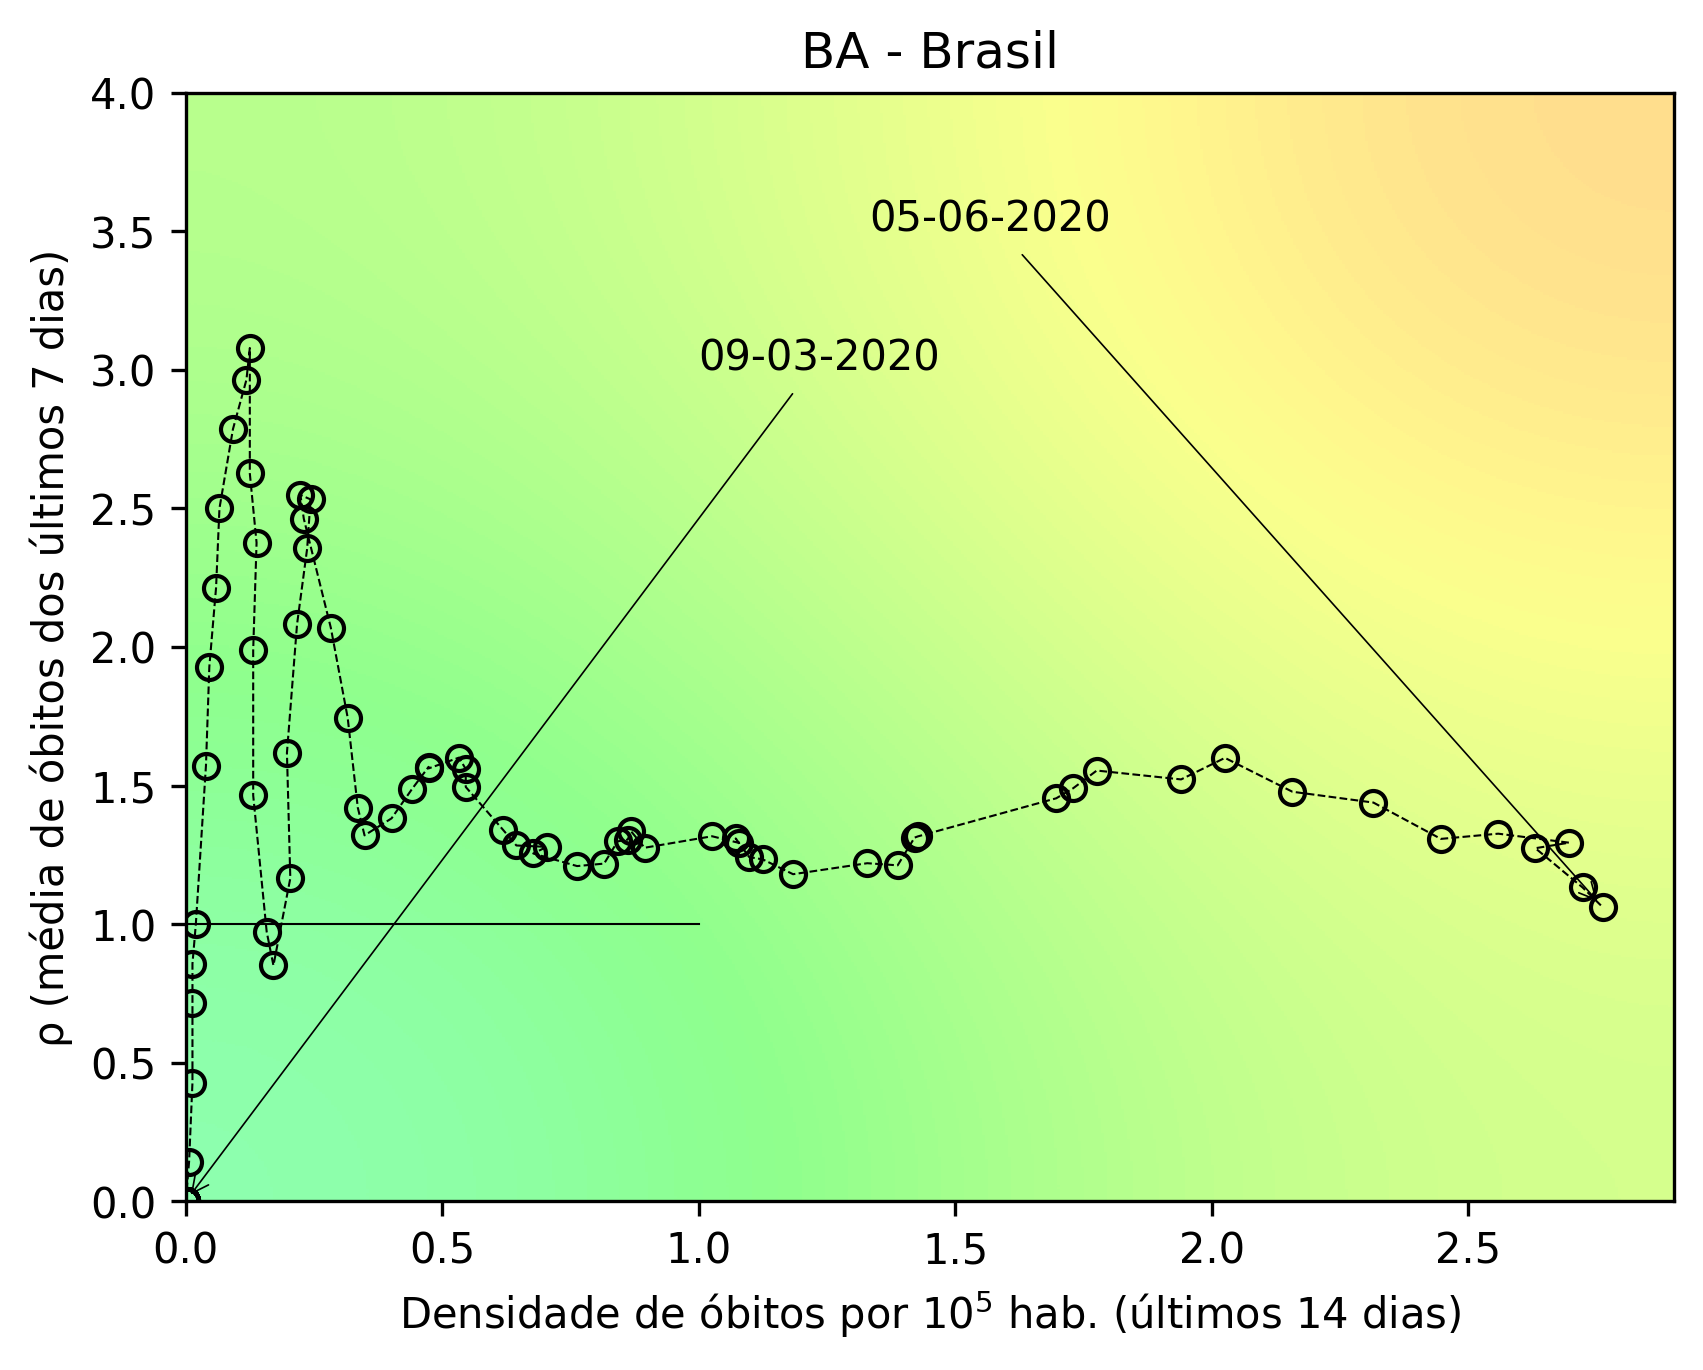 BA - Brasil
4.0
3.5
3.0
2.5
2.0
1.5
1.0
0.5
0.0
ρ (média de óbitos dos últimos 7 dias)
05-06-2020
09-03-2020
0.0 0.5 1.0 1.5 2.0 2.5
Densidade de óbitos por 10⁵ hab. (últimos 14 dias)